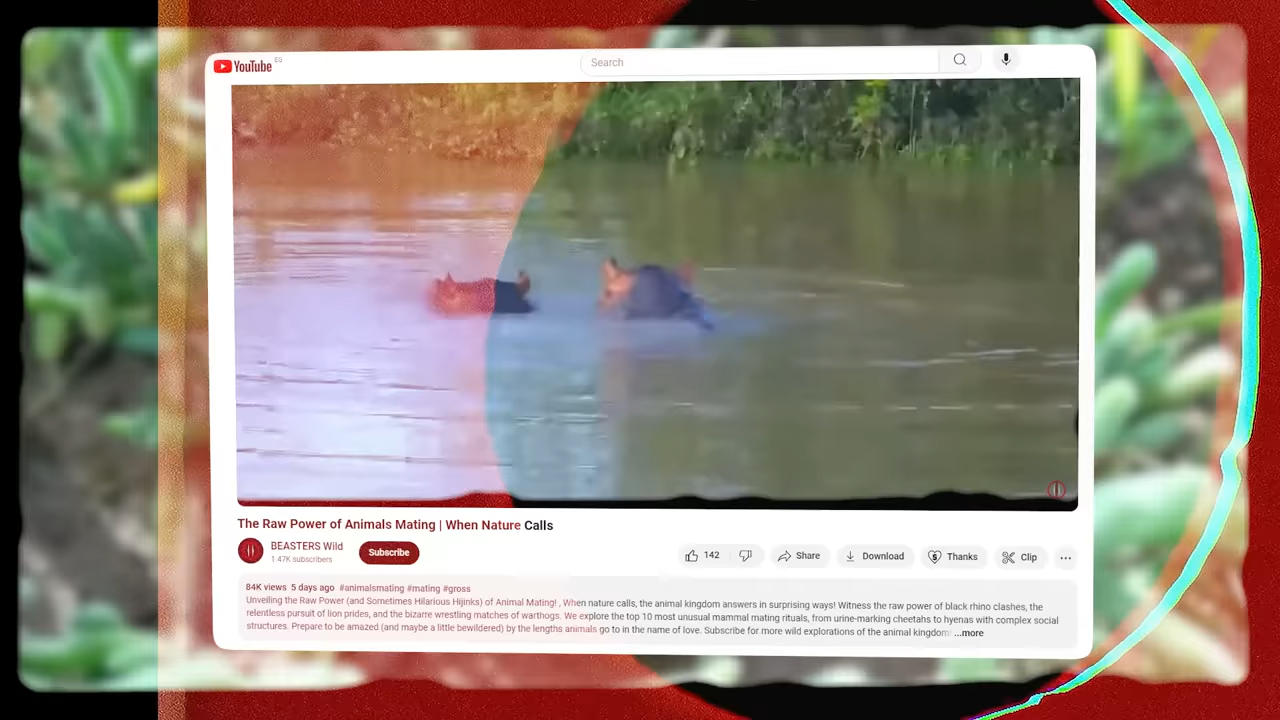 YouTube EG
Search
The Raw Power of Animals Mating | When Nature Calls
BEASTERS Wild
1.47K subscribers
Subscribe
142
Share
Download
Thanks
Clip
84K views 5 days ago #animalsmating #mating #gross
Unveiling the Raw Power (and Sometimes Hilarious Hijinks) of Animal Mating! , When nature calls, the animal kingdom answers in surprising ways! Witness the raw power of black rhino clashes, the
relentless pursuit of lion prides, and the bizarre wrestling matches of warthogs. We explore the top 10 most unusual mammal mating rituals, from urine-marking cheetahs to hyenas with complex social
structures. Prepare to be amazed (and maybe a little bewildered) by the lengths animals go to in the name of love. Subscribe for more wild explorations of the animal kingdom! ...more